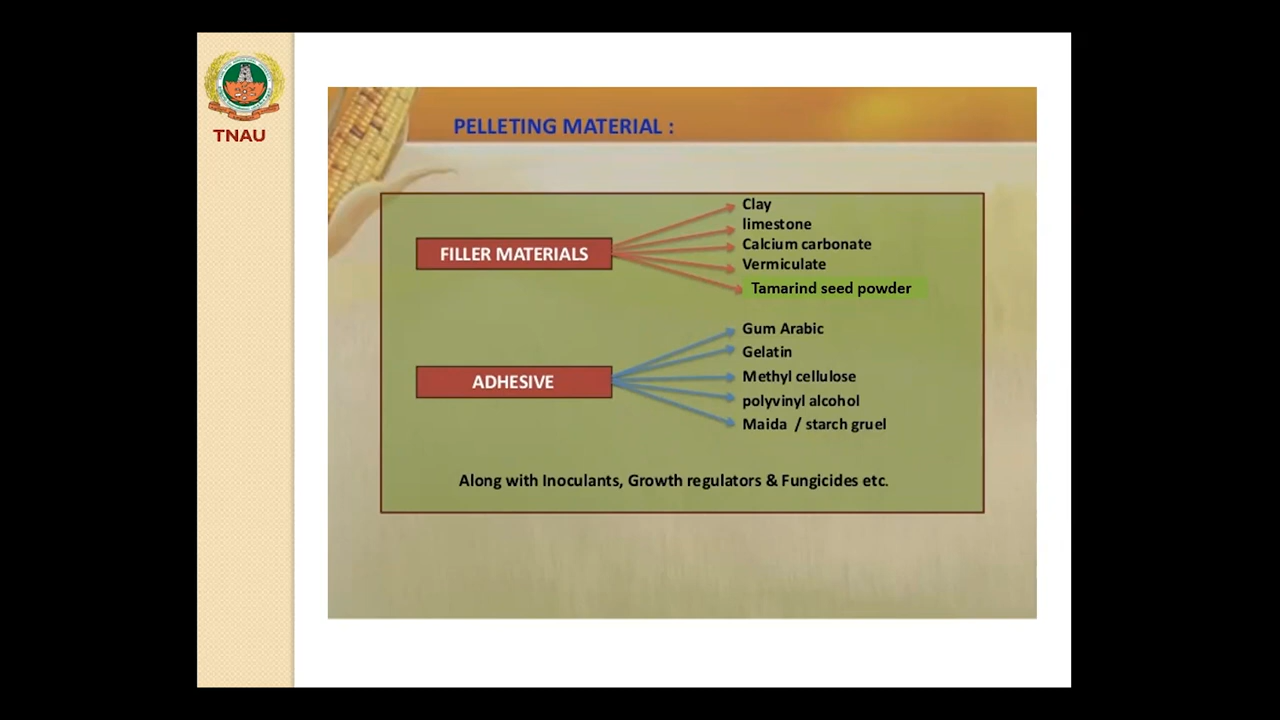 TNAU
PELLETING MATERIAL :
FILLER MATERIALS
Clay
limestone
Calcium carbonate
Vermiculate
Tamarind seed powder
ADHESIVE
Gum Arabic
Gelatin
Methyl cellulose
polyvinyl alcohol
Maida / starch gruel
Along with Inoculants, Growth regulators & Fungicides etc.